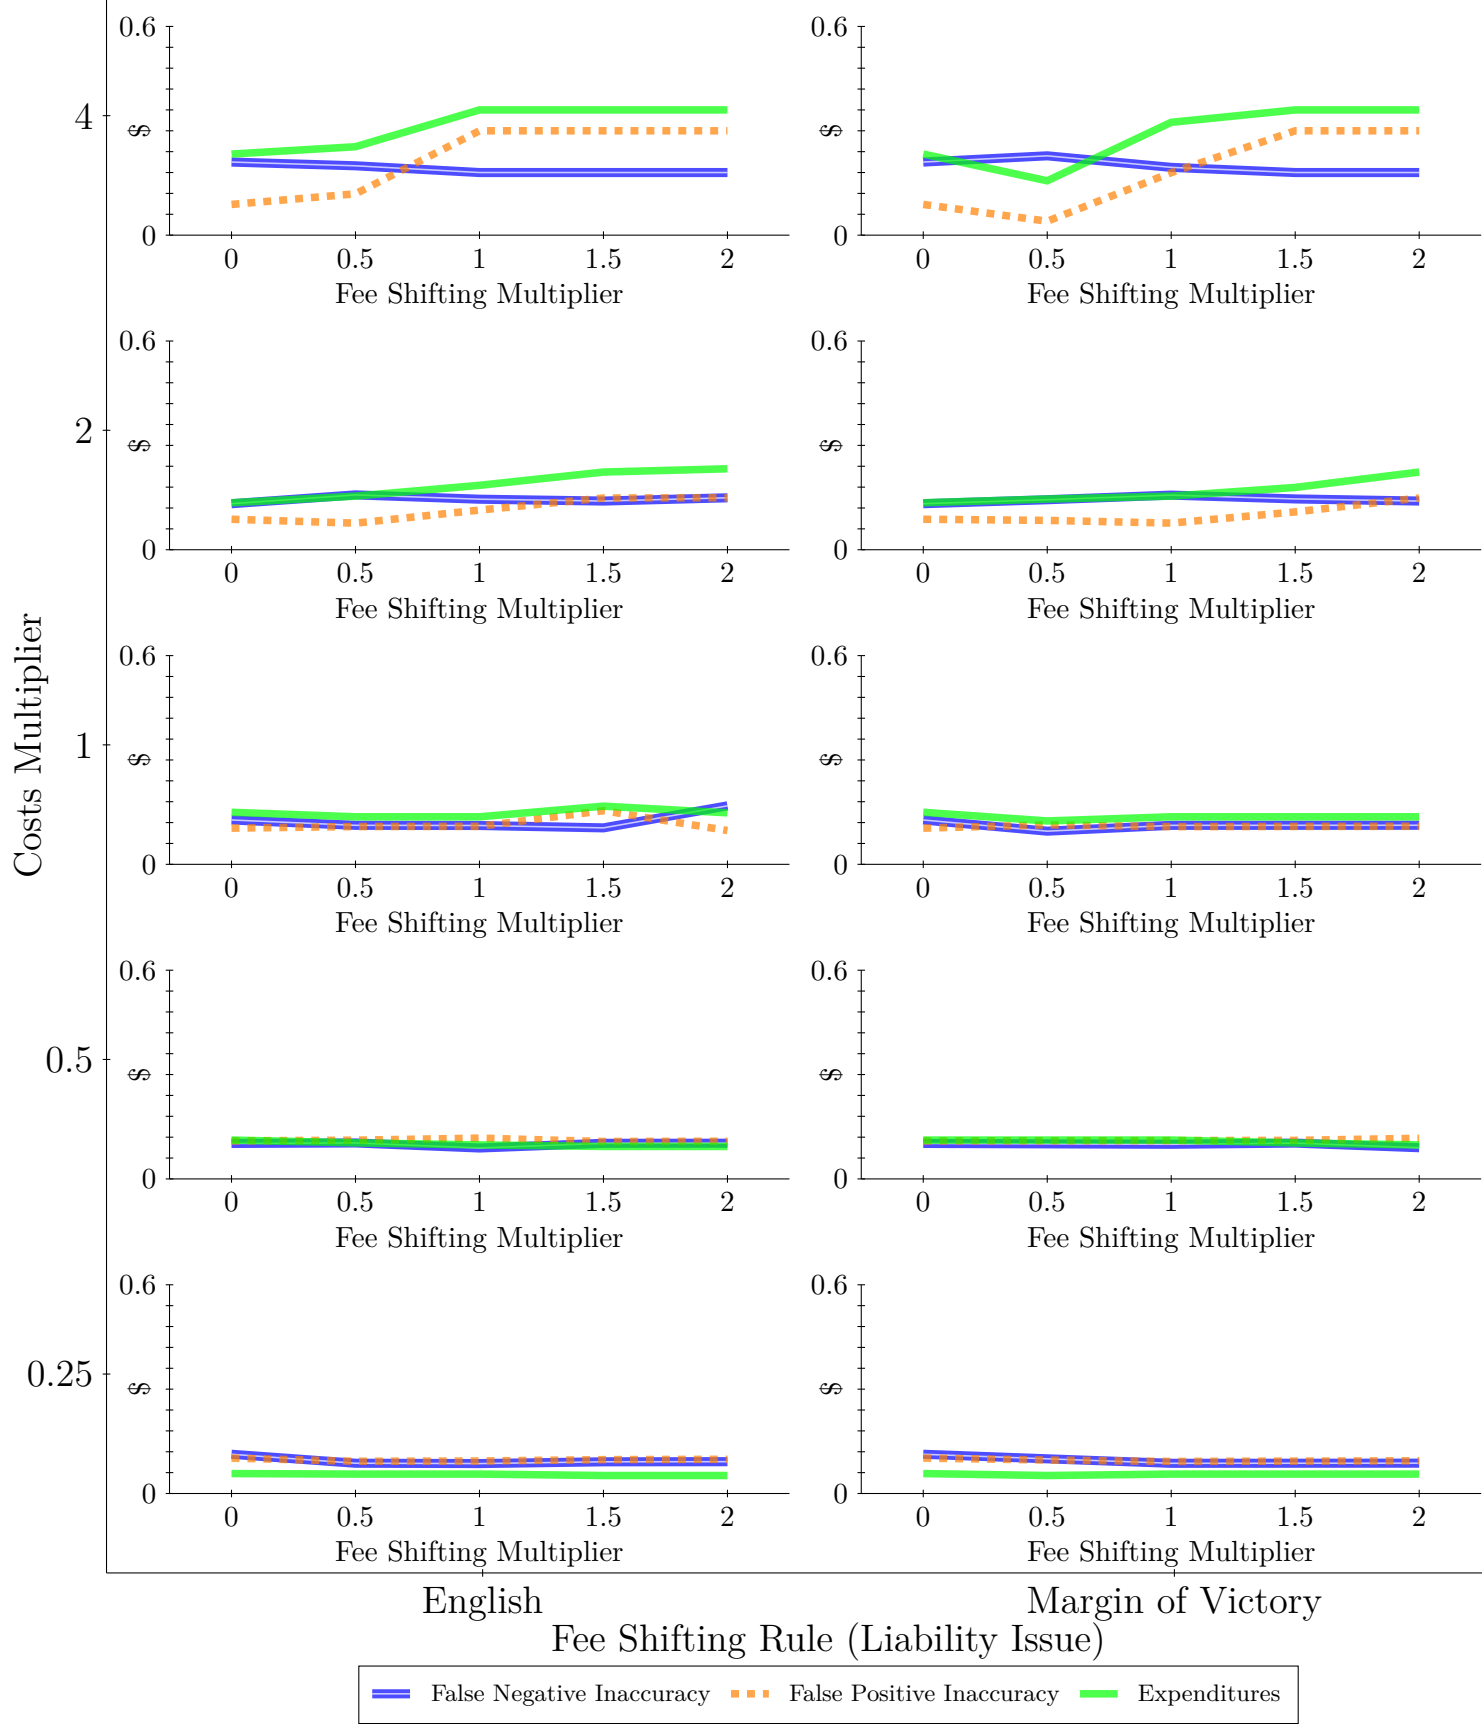 0.6
0.6
4
$
$
0
0
0 0.5 1 1.5 2
0 0.5 1 1.5 2
Fee Shifting Multiplier
Fee Shifting Multiplier
0.6
0.6
2
$
$
0
0
0 0.5 1 1.5 2
0 0.5 1 1.5 2
Fee Shifting Multiplier
Fee Shifting Multiplier
0.6
0.6
Costs Multiplier
1
$
$
0
0
0 0.5 1 1.5 2
0 0.5 1 1.5 2
Fee Shifting Multiplier
Fee Shifting Multiplier
0.6
0.6
0.5
$
$
0
0
0 0.5 1 1.5 2
0 0.5 1 1.5 2
Fee Shifting Multiplier
Fee Shifting Multiplier
0.6
0.6
0.25
$
$
0
0
0 0.5 1 1.5 2
0 0.5 1 1.5 2
Fee Shifting Multiplier
Fee Shifting Multiplier
English
Margin of Victory
Fee Shifting Rule (Liability Issue)
False Negative Inaccuracy False Positive Inaccuracy Expenditures